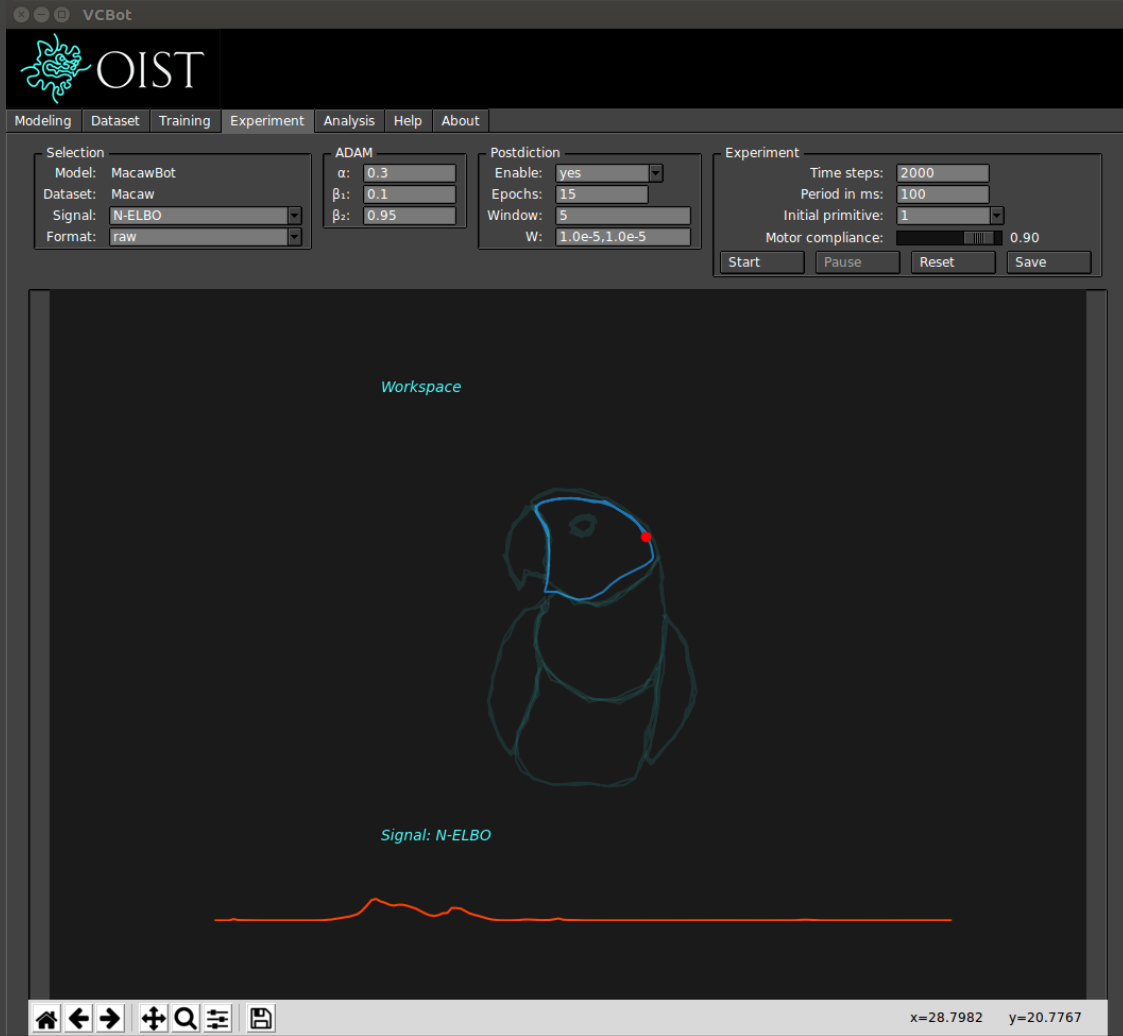 VCBot
OIST
Modeling Dataset Training Experiment Analysis Help About
Selection
Model: MacawBot
Dataset: Macaw
Signal: N-ELBO
Format: raw
ADAM
α: 0.3
β₁: 0.1
β₂: 0.95
Postdiction
Enable: yes
Epochs: 15
Window: 5
W: 1.0e-5,1.0e-5
Experiment
Time steps: 2000
Period in ms: 100
Initial primitive: 1
Motor compliance: 0.90
Start Pause Reset Save
Workspace
Signal: N-ELBO
x=28.7982 y=20.7767